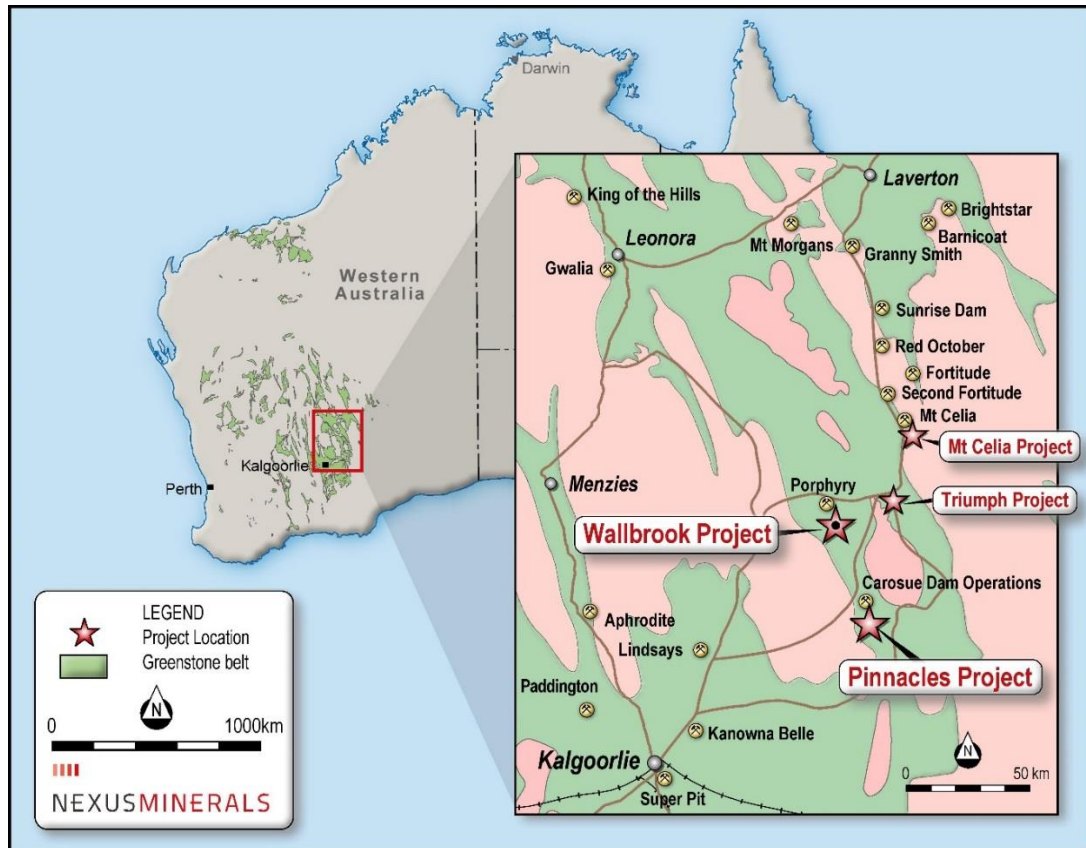 Darwin
Western
Australia
Kalgoorlie
Perth
King of the Hills
Laverton
Leonora
Gwalia
Mt Morgans
Brightstar
Barnicoat
Granny Smith
Sunrise Dam
Red October
Fortitude
Second Fortitude
Mt Celia
Mt Celia Project
Menzies
Porphyry
Triumph Project
Wallbrook Project
Carosue Dam Operations
Aphrodite
Lindsays
Pinnacles Project
Paddington
Kanowna Belle
Kalgoorlie
Super Pit
N
0 50 km
LEGEND
Project Location
Greenstone belt
N
0 1000km
NEXUSMINERALS